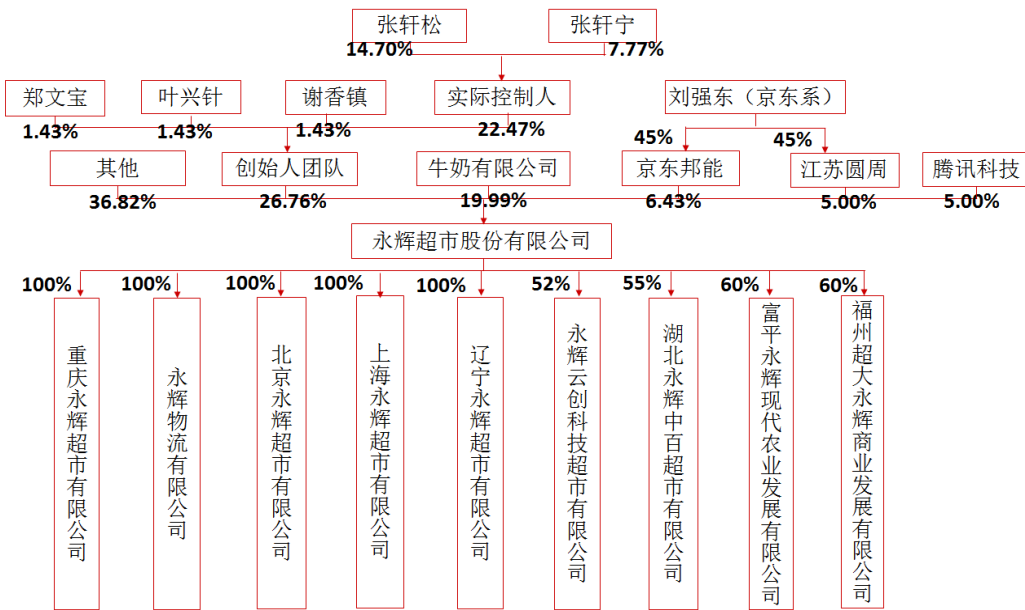 张轩松
张轩宁
14.70%
7.77%
郑文宝
叶兴针
谢香镇
实际控制人
刘强东（京东系）
1.43%
1.43%
1.43%
22.47%
45%
45%
其他
创始人团队
牛奶有限公司
京东邦能
江苏圆周
腾讯科技
36.82%
26.76%
19.99%
6.43%
5.00%
5.00%
永辉超市股份有限公司
100%
100%
100%
100%
100%
52%
55%
60%
60%
重庆永辉超市有限公司
永辉物流有限公司
北京永辉超市有限公司
上海永辉超市有限公司
辽宁永辉超市有限公司
永辉云创科技超市有限公司
湖北永辉中百超市有限公司
富平永辉现代农业发展有限公司
福州超大永辉商业发展有限公司